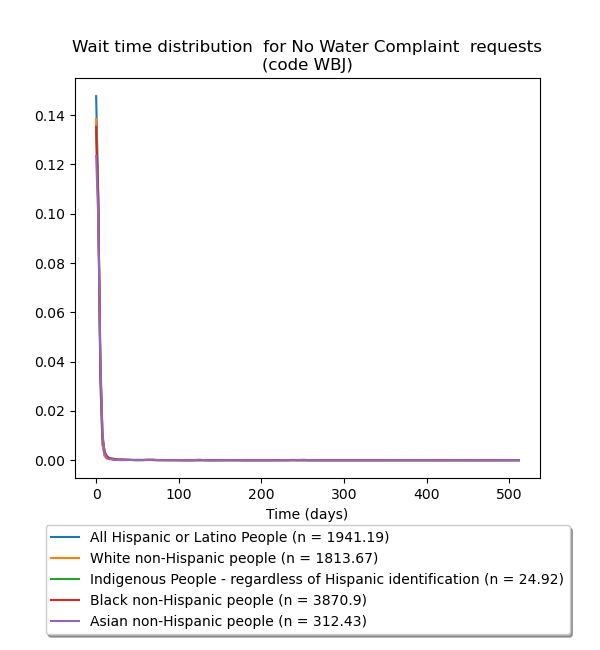 Wait time distribution  for No Water Complaint  requests
(code WBJ)
0.14
0.12
0.10
0.08
0.06
0.04
0.02
0.00
0 100 200 300 400 500
Time (days)
All Hispanic or Latino People (n = 1941.19)
White non-Hispanic people (n = 1813.67)
Indigenous People - regardless of Hispanic identification (n = 24.92)
Black non-Hispanic people (n = 3870.9)
Asian non-Hispanic people (n = 312.43)